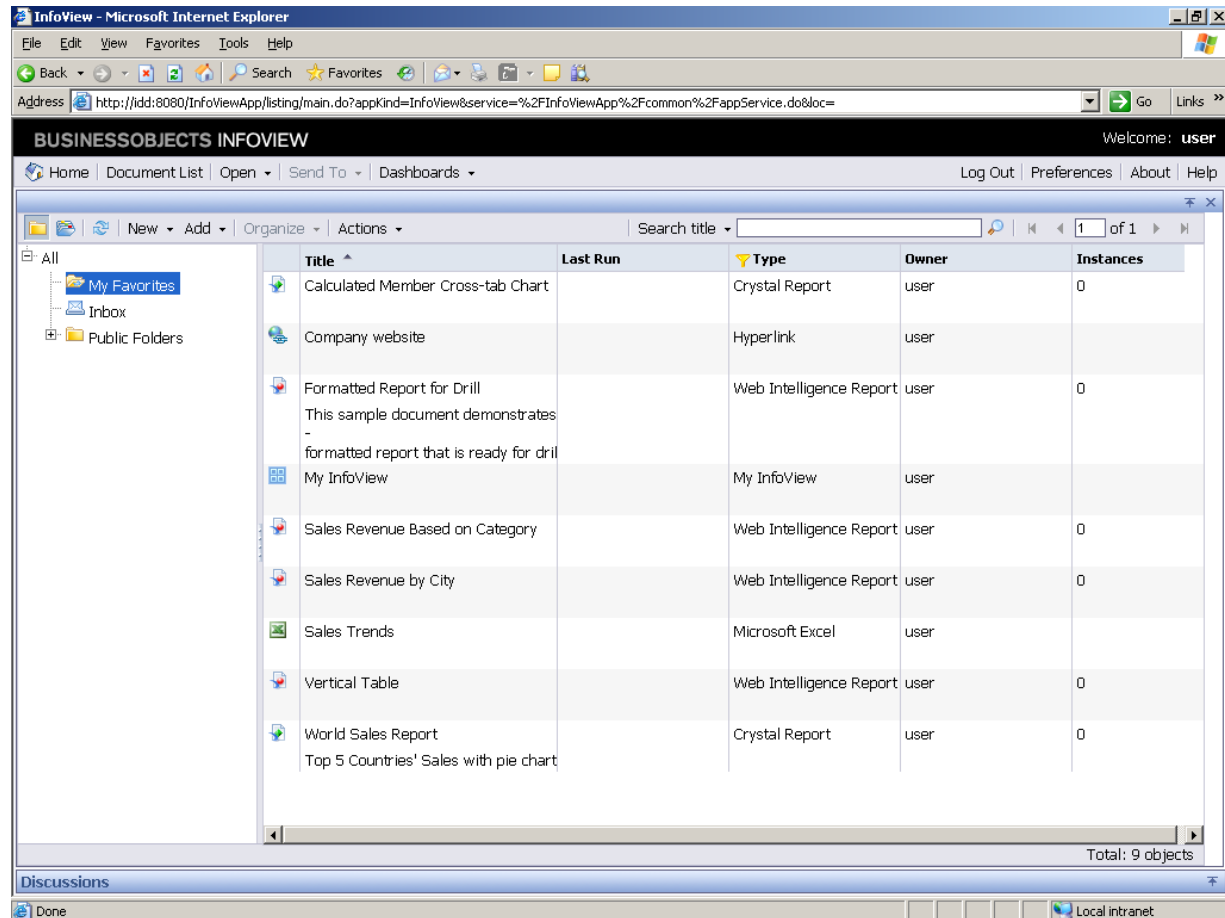 InfoView - Microsoft Internet Explorer
File Edit View Favorites Tools Help
Back Search Favorites
Address http://idd:8080/InfoViewApp/listing/main.do?appKind=InfoView&service=%2FInfoViewApp%2Fcommon%2FappService.do&loc= Go Links »
BUSINESSOBJECTS INFOVIEW Welcome: user
Home Document List Open Send To Dashboards Log Out Preferences About Help
New Add Organize Actions Search title 1 of 1
All
My Favorites
Inbox
Public Folders
Title Last Run Type Owner Instances
Calculated Member Cross-tab Chart Crystal Report user 0
Company website Hyperlink user
Formatted Report for Drill Web Intelligence Report user 0
This sample document demonstrates
-
formatted report that is ready for dril
My InfoView My InfoView user
Sales Revenue Based on Category Web Intelligence Report user 0
Sales Revenue by City Web Intelligence Report user 0
Sales Trends Microsoft Excel user
Vertical Table Web Intelligence Report user 0
World Sales Report Crystal Report user 0
Top 5 Countries' Sales with pie chart
Total: 9 objects
Discussions
Done Local intranet